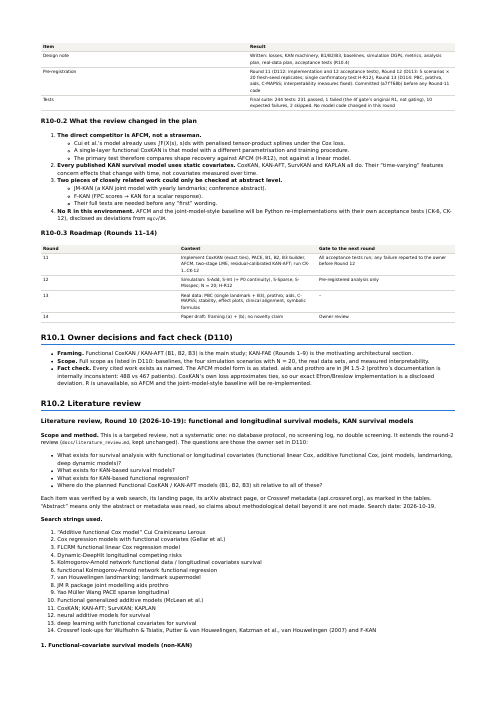 Item Result
Design note Written: losses, KAN machinery, B1/B2/B3, baselines, simulation DGPs, metrics, analysis
plan, real-data plan, acceptance tests (R10.4)
Pre-registration Round 11 (D112: implementation and 12 acceptance tests), Round 12 (D113: 5 scenarios ×
20 fresh-seed replicates; single confirmatory test H-R12), Round 13 (D114: PBC, prothro,
aids, C-MAPSS; interpretability measures fixed). Committed before any Round-11
code
Tests Final suite: 244 tests: 231 passed, 1 failed (the AF gate's original R1, not gating), 10
expected failures, 2 skipped. No model code changed in this round
R10-0.2 What the review changed in the plan
1. The direct competitor is AFCM, not a strawman.
Cui et al.'s model already uses ∫F(X(s), s)ds with penalised tensor-product splines under the Cox loss.
A single-layer functional CoxKAN is that model with a different parametrisation and training procedure.
The primary test therefore compares shape recovery against AFCM (H-R12), not against a linear model.
2. Every published KAN survival model uses static covariates. CoxKAN, KAN-AFT, SurvKAN and KAPLAN all do. Their "time-varying" features
concern effects that change with time, not covariates measured over time.
3. Two pieces of closely related work could only be checked at abstract level.
JM-KAN (a KAN joint model with yearly landmarks; conference abstract).
F-KAN (FPC scores → KAN for a scalar response).
Their full texts are needed before any "first" wording.
4. No R in this environment. AFCM and the joint-model-style baseline will be Python re-implementations with their own acceptance tests (CK-6, CK-
12), disclosed as deviations from mgcv/JM.
R10-0.3 Roadmap (Rounds 11–14)
Round Content Gate to the next round
11 Implement CoxKAN (exact ties), PACE, B1, B2, B3 builder, AFCM, two-stage LME, residual-calibrated KAN-AFT; run CK-1..CK-12 All acceptance tests run; any failure reported to the owner before Round 12
12 Simulation: S-Add, S-Int (+ P0 continuity), S-Sparse, S-Misspec; N = 20; H-R12 Pre-registered analysis only
13 Real data: PBC (single landmark + B3), prothro, aids, C-MAPSS; stability, effect plots, clinical alignment, symbolic formulas –
14 Paper draft: framing (a) + (b); no novelty claim Owner review
R10.1 Owner decisions and fact check (D110)
Framing. Functional CoxKAN / KAN-AFT (B1, B2, B3) is the main study; KAN-FAE (Rounds 1–9) is the motivating architectural section.
Scope. Full scope as listed in D110: baselines, the four simulation scenarios with N = 20, the real data sets, and measured interpretability.
Fact check. Every cited work exists as named. The AFCM model form is as stated. aids and prothro are in JM 1.5-2 (prothro's documentation is
internally inconsistent: 488 vs 467 patients). CoxKAN's own loss approximates ties, so our exact Efron/Breslow implementation is a disclosed
deviation. R is unavailable, so AFCM and the joint-model-style baseline will be re-implemented.
R10.2 Literature review
Literature review, Round 10 (2026-10-19): functional and longitudinal survival models, KAN survival models
Scope and method. This is a targeted review, not a systematic one: no database protocol, no screening log, no double screening. It extends the round-2
review (docs/literature_review.md, kept unchanged). The questions are those the owner set in D110:
What exists for survival analysis with functional or longitudinal covariates (functional linear Cox, additive functional Cox, joint models, landmarking,
deep dynamic models)?
What exists for KAN-based survival models?
What exists for KAN-based functional regression?
Where do the planned Functional CoxKAN / KAN-AFT models (B1, B2, B3) sit relative to all of these?
Each item was verified by a web search, its landing page, its arXiv abstract page, or Crossref metadata (api.crossref.org), as marked in the tables.
"Abstract" means only the abstract or metadata was read, so claims about methodological detail beyond it are not made. Search date: 2026-10-19.
Search strings used.
1. "Additive functional Cox model" Cui Crainiceanu Leroux
2. Cox regression models with functional covariates (Gellar et al.)
3. FLCRM functional linear Cox regression model
4. Dynamic-DeepHit longitudinal competing risks
5. Kolmogorov-Arnold network functional data / longitudinal covariates survival
6. functional Kolmogorov-Arnold network functional regression
7. van Houwelingen landmarking; landmark supermodel
8. JM R package joint modelling aids prothro
9. Yao Müller Wang PACE sparse longitudinal
10. Functional generalized additive models (McLean et al.)
11. CoxKAN; KAN-AFT; SurvKAN; KAPLAN
12. neural additive models for survival
13. deep learning with functional covariates for survival
14. Crossref look-ups for Wulfsohn & Tsiatis, Putter & van Houwelingen, Katzman et al., van Houwelingen (2007) and F-KAN
1. Functional-covariate survival models (non-KAN)